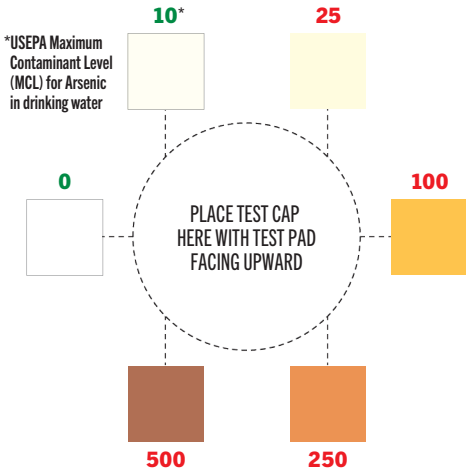 10*
25
*USEPA Maximum
Contaminant Level
(MCL) for Arsenic
in drinking water
0
100
PLACE TEST CAP
HERE WITH TEST PAD
FACING UPWARD
500
250